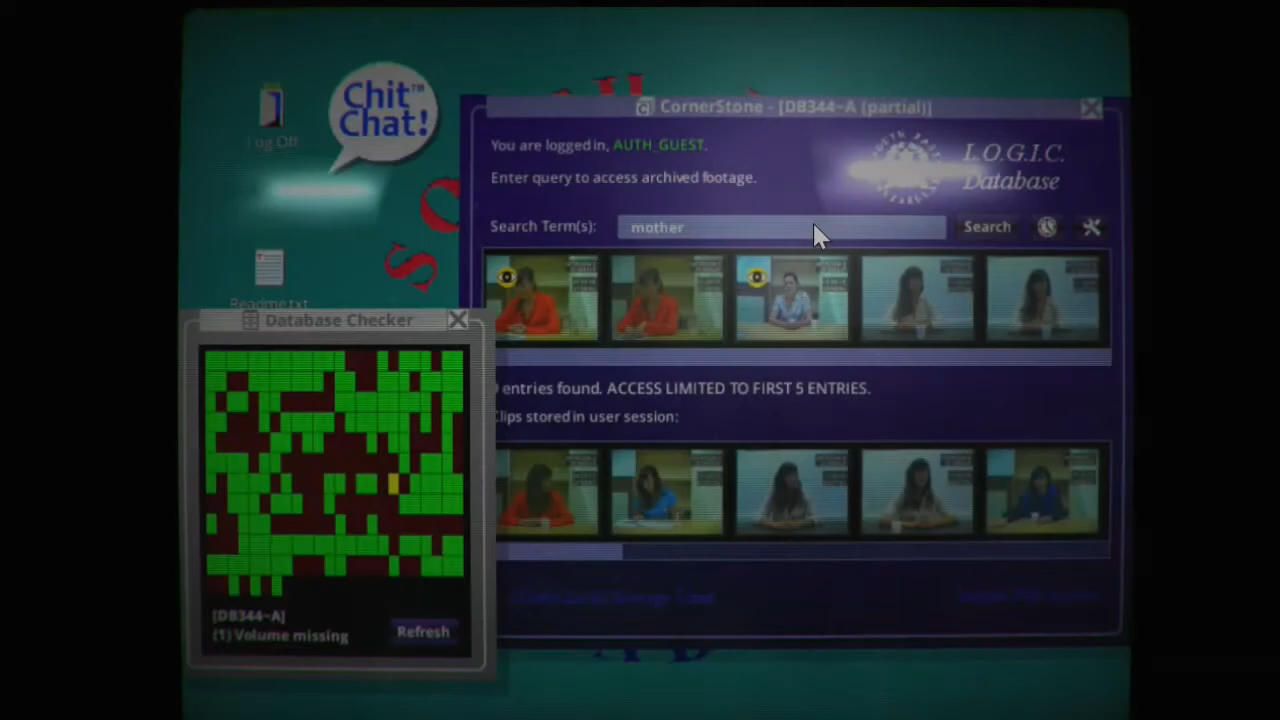 Chit™
Chat!
Log Off
Readme.txt
CornerStone - [DB344~A (partial)]
You are logged in, AUTH_GUEST.
Enter query to access archived footage.
L.O.G.I.C.
Database
Search Term(s):
mother
Search
entries found. ACCESS LIMITED TO FIRST 5 ENTRIES.
Clips stored in user session:
Database Checker
[DB344~A]
(1) Volume missing
Refresh